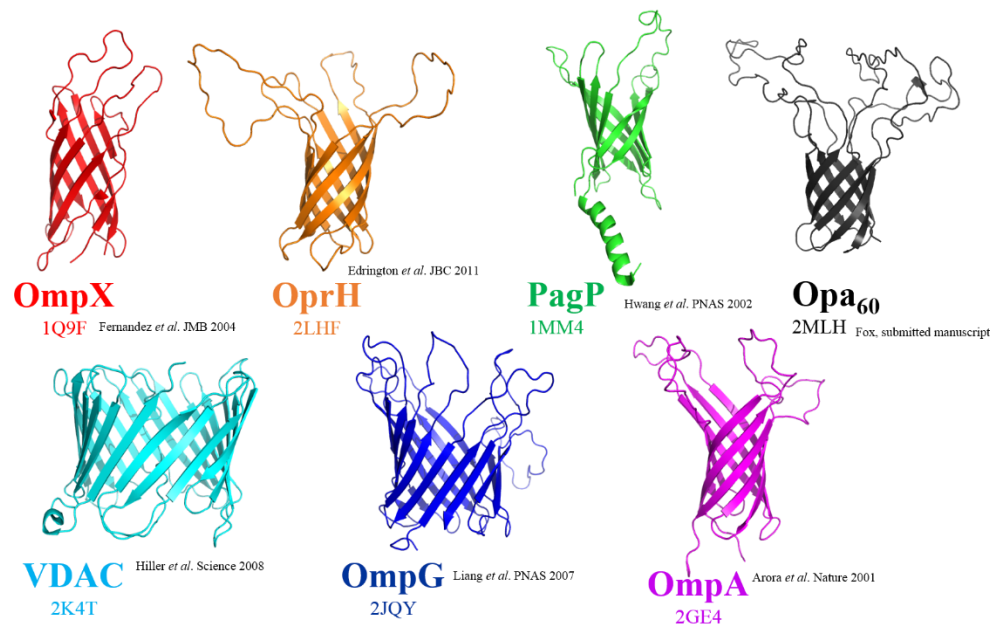 Edrington et al. JBC 2011
OmpX
1Q9F Fernandez et al. JMB 2004
OprH
2LHF
PagP Hwang et al. PNAS 2002
1MM4
Opa60
2MLH Fox, submitted manuscript
VDAC Hiller et al. Science 2008
2K4T
OmpG Liang et al. PNAS 2007
2JQY
OmpA Arora et al. Nature 2001
2GE4